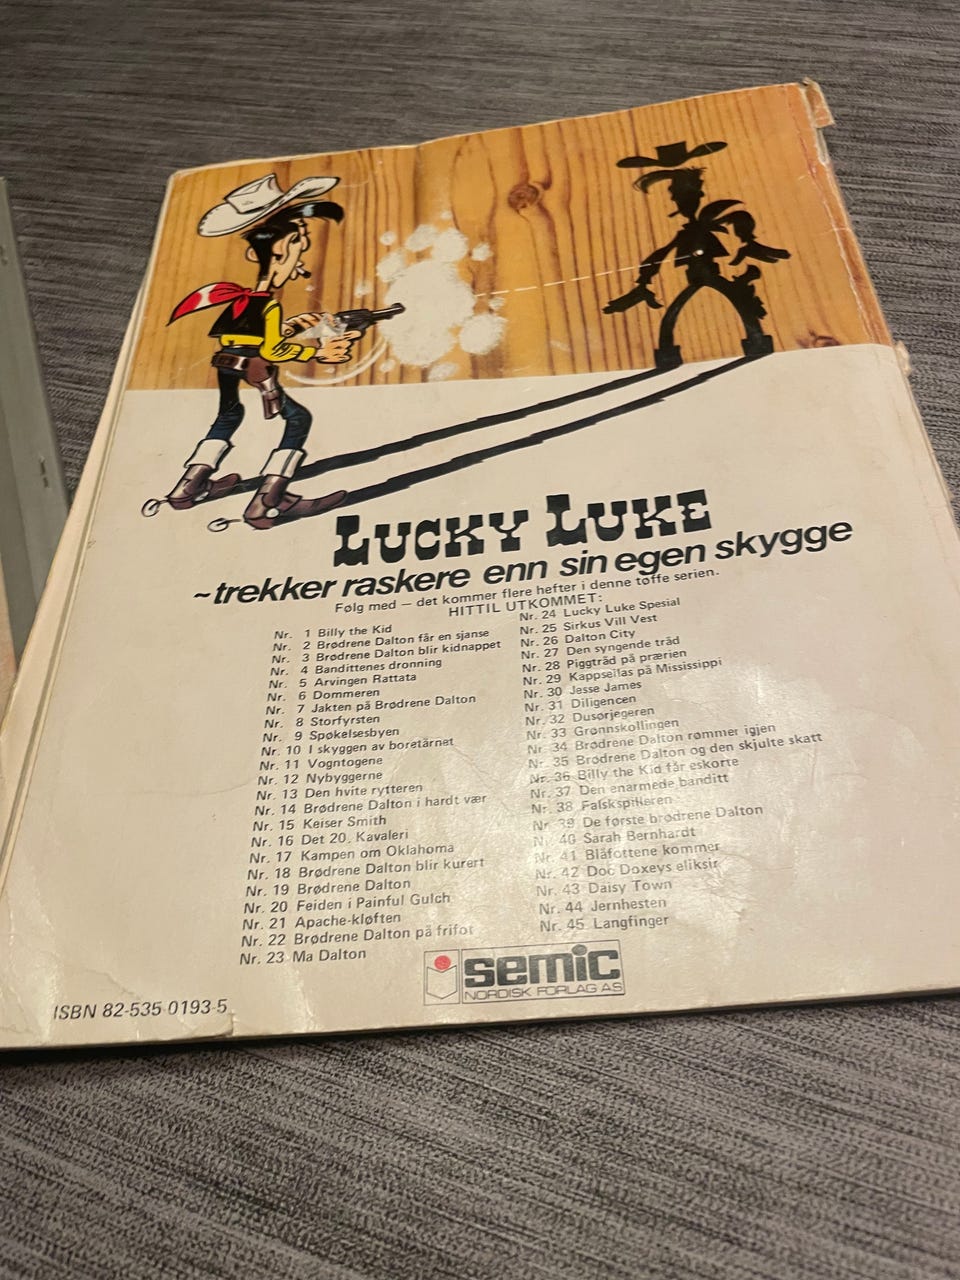 LUCKY LUKE
~trekker raskere enn sin egen skygge
Følg med — det kommer flere hefter i denne tøffe serien.
HITTIL UTKOMMET:
Nr. 1 Billy the Kid
Nr. 2 Brødrene Dalton får en sjanse
Nr. 3 Brødrene Dalton blir kidnappet
Nr. 4 Bandittenes dronning
Nr. 5 Arvingen Rattata
Nr. 6 Dommeren
Nr. 7 Jakten på Brødrene Dalton
Nr. 8 Storfyrsten
Nr. 9 Spøkelsesbyen
Nr. 10 I skyggen av boretårnet
Nr. 11 Vogntogene
Nr. 12 Nybyggerne
Nr. 13 Den hvite rytteren
Nr. 14 Brødrene Dalton i hardt vær
Nr. 15 Keiser Smith
Nr. 16 Det 20. Kavaleri
Nr. 17 Kampen om Oklahoma
Nr. 18 Brødrene Dalton blir kurert
Nr. 19 Brødrene Dalton
Nr. 20 Feiden i Painful Gulch
Nr. 21 Apache-kløften
Nr. 22 Brødrene Dalton på frifot
Nr. 23 Ma Dalton
Nr. 24 Lucky Luke Spesial
Nr. 25 Sirkus Vill Vest
Nr. 26 Dalton City
Nr. 27 Den syngende tråd
Nr. 28 Piggtråd på prærien
Nr. 29 Kappseilas på Mississippi
Nr. 30 Jesse James
Nr. 31 Diligencen
Nr. 32 Dusørjegeren
Nr. 33 Grønnskollingen
Nr. 34 Brødrene Dalton rømmer igjen
Nr. 35 Brødrene Dalton og den skjulte skatt
Nr. 36 Billy the Kid får eskorte
Nr. 37 Den enarmede banditt
Nr. 38 Falskspilleren
Nr. 39 De første brødrene Dalton
Nr. 40 Sarah Bernhardt
Nr. 41 Blåfottene kommer
Nr. 42 Doc Doxeys eliksir
Nr. 43 Daisy Town
Nr. 44 Jernhesten
Nr. 45 Langfinger
semic
NORDISK FORLAG AS
ISBN 82-535-0193-5